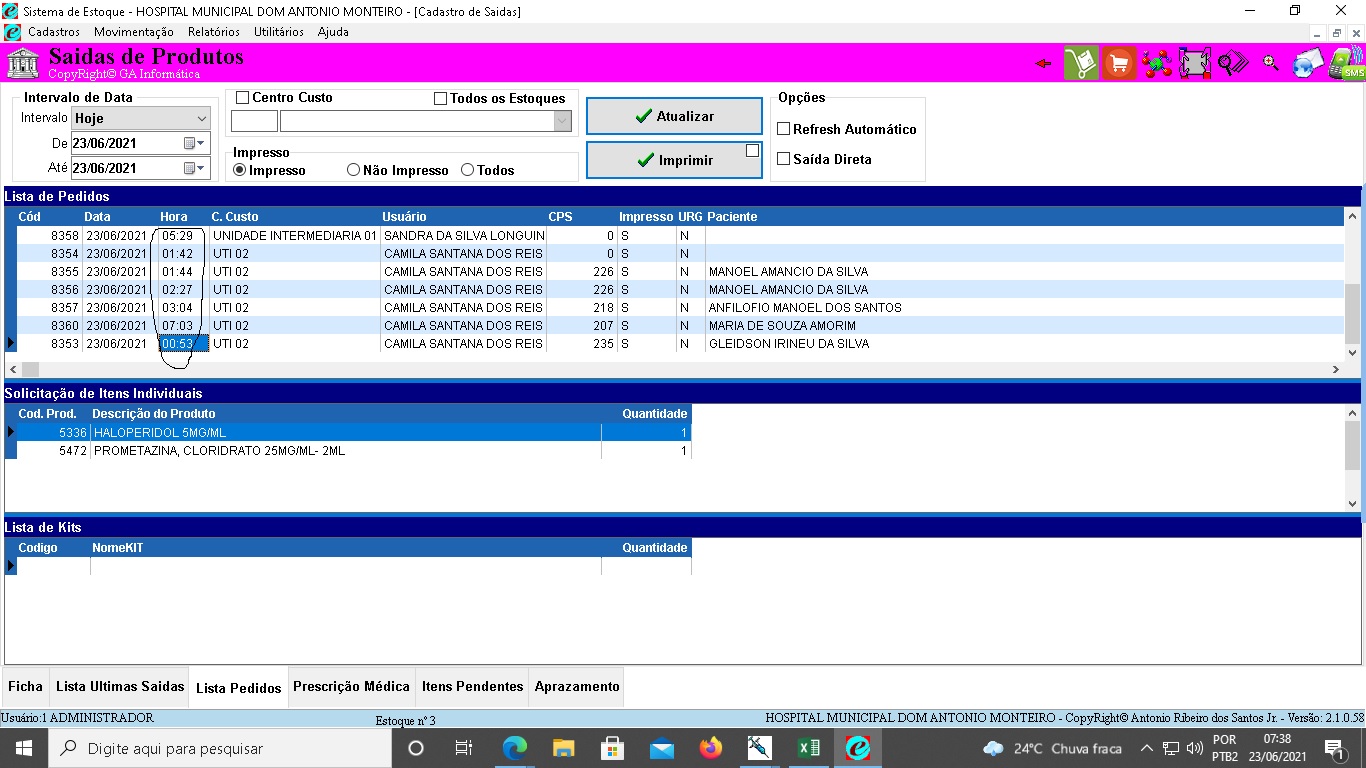 Sistema de Estoque - HOSPITAL MUNICIPAL DOM ANTONIO MONTEIRO - [Cadastro de Saidas]
Cadastros Movimentação Relatórios Utilitários Ajuda
Saidas de Produtos
CopyRight© GA Informática
SMS
Intervalo de Data
Intervalo Hoje
De 23/06/2021
Até 23/06/2021
Centro Custo Todos os Estoques
Impresso
Impresso Não Impresso Todos
Atualizar
Imprimir
Opções
Refresh Automático
Saída Direta
Lista de Pedidos
Cód Data Hora C. Custo Usuário CPS Impresso URG Paciente
8358 23/06/2021 05:29 UNIDADE INTERMEDIARIA 01 SANDRA DA SILVA LONGUIN 0 S N
8354 23/06/2021 01:42 UTI 02 CAMILA SANTANA DOS REIS 0 S N
8355 23/06/2021 01:44 UTI 02 CAMILA SANTANA DOS REIS 226 S N MANOEL AMANCIO DA SILVA
8356 23/06/2021 02:27 UTI 02 CAMILA SANTANA DOS REIS 226 S N MANOEL AMANCIO DA SILVA
8357 23/06/2021 03:04 UTI 02 CAMILA SANTANA DOS REIS 218 S N ANFILOFIO MANOEL DOS SANTOS
8360 23/06/2021 07:03 UTI 02 CAMILA SANTANA DOS REIS 207 S N MARIA DE SOUZA AMORIM
8353 23/06/2021 00:53 UTI 02 CAMILA SANTANA DOS REIS 235 S N GLEIDSON IRINEU DA SILVA
Solicitação de Itens Individuais
Cod. Prod. Descrição do Produto Quantidade
5336 HALOPERIDOL 5MG/ML 1
5472 PROMETAZINA, CLORIDRATO 25MG/ML- 2ML 1
Lista de Kits
Codigo NomeKIT Quantidade
Ficha Lista Ultimas Saidas Lista Pedidos Prescrição Médica Itens Pendentes Aprazamento
Usuário:1 ADMINISTRADOR Estoque nº 3 HOSPITAL MUNICIPAL DOM ANTONIO MONTEIRO - CopyRight© Antonio Ribeiro dos Santos Jr. - Versão: 2.1.0.58
Digite aqui para pesquisar
24°C Chuva fraca
POR
PTB2
07:38
23/06/2021
1